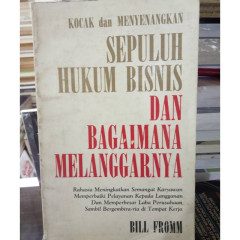 KOCAK dan MENYENANGKAN
SEPULUH
HUKUM BISNIS
DAN
BAGAIMANA
MELANGGARNYA
Rahasia Meningkatkan Semangat Karyawan
Memperbaiki Pelayanan Kepada Langganan
Dan Memperbesar Laba Perusahaan,
Sambil Bergembira-ria di Tempat Kerja
BILL FROMM